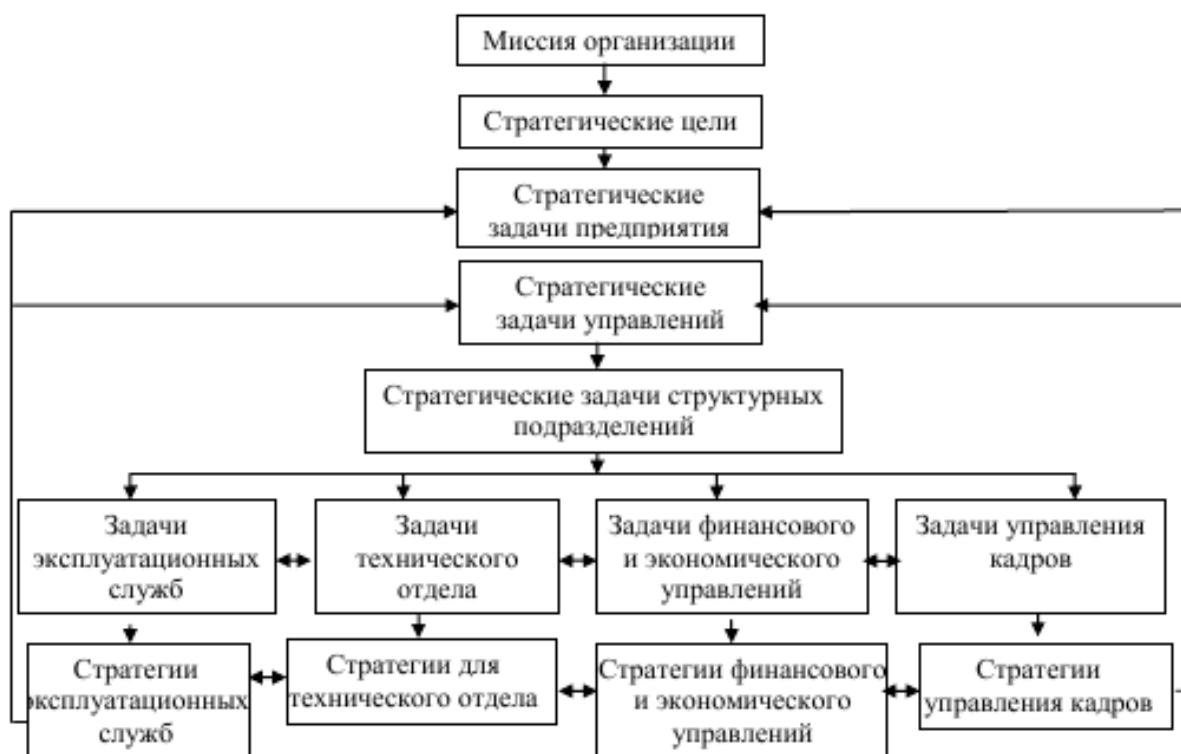 Миссия организации
Стратегические цели
Стратегические
задачи предприятия
Стратегические
задачи управлений
Стратегические задачи структурных
подразделений
Задачи
эксплуатационных
служб
Задачи
технического
отдела
Задачи финансового
и экономического
управлений
Задачи управления
кадров
Стратегии
эксплуатационных
служб
Стратегии для
технического отдела
Стратегии финансового
и экономического
управлений
Стратегии
управления кадров